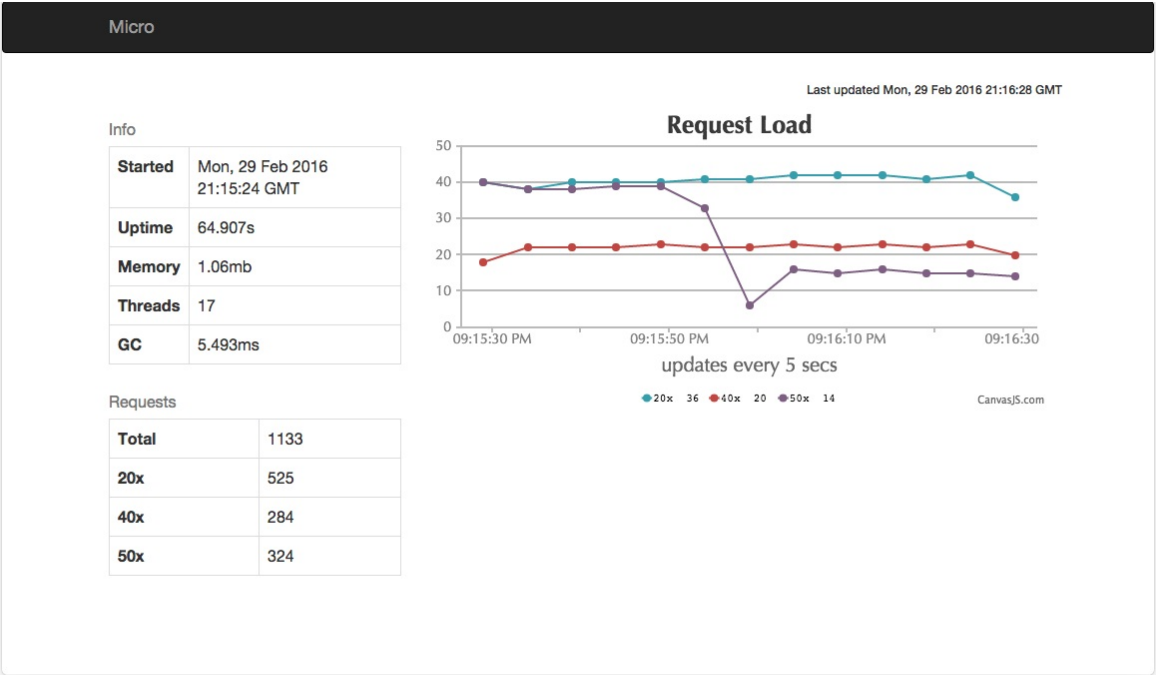 Micro
Last updated Mon, 29 Feb 2016 21:16:28 GMT
Info
Started Mon, 29 Feb 2016
21:15:24 GMT
Uptime 64.907s
Memory 1.06mb
Threads 17
GC 5.493ms
Requests
Total 1133
20x 525
40x 284
50x 324
Request Load
50
40
30
20
10
0
09:15:30 PM 09:15:50 PM 09:16:10 PM 09:16:30
updates every 5 secs
20x 36 40x 20 50x 14
CanvasJS.com